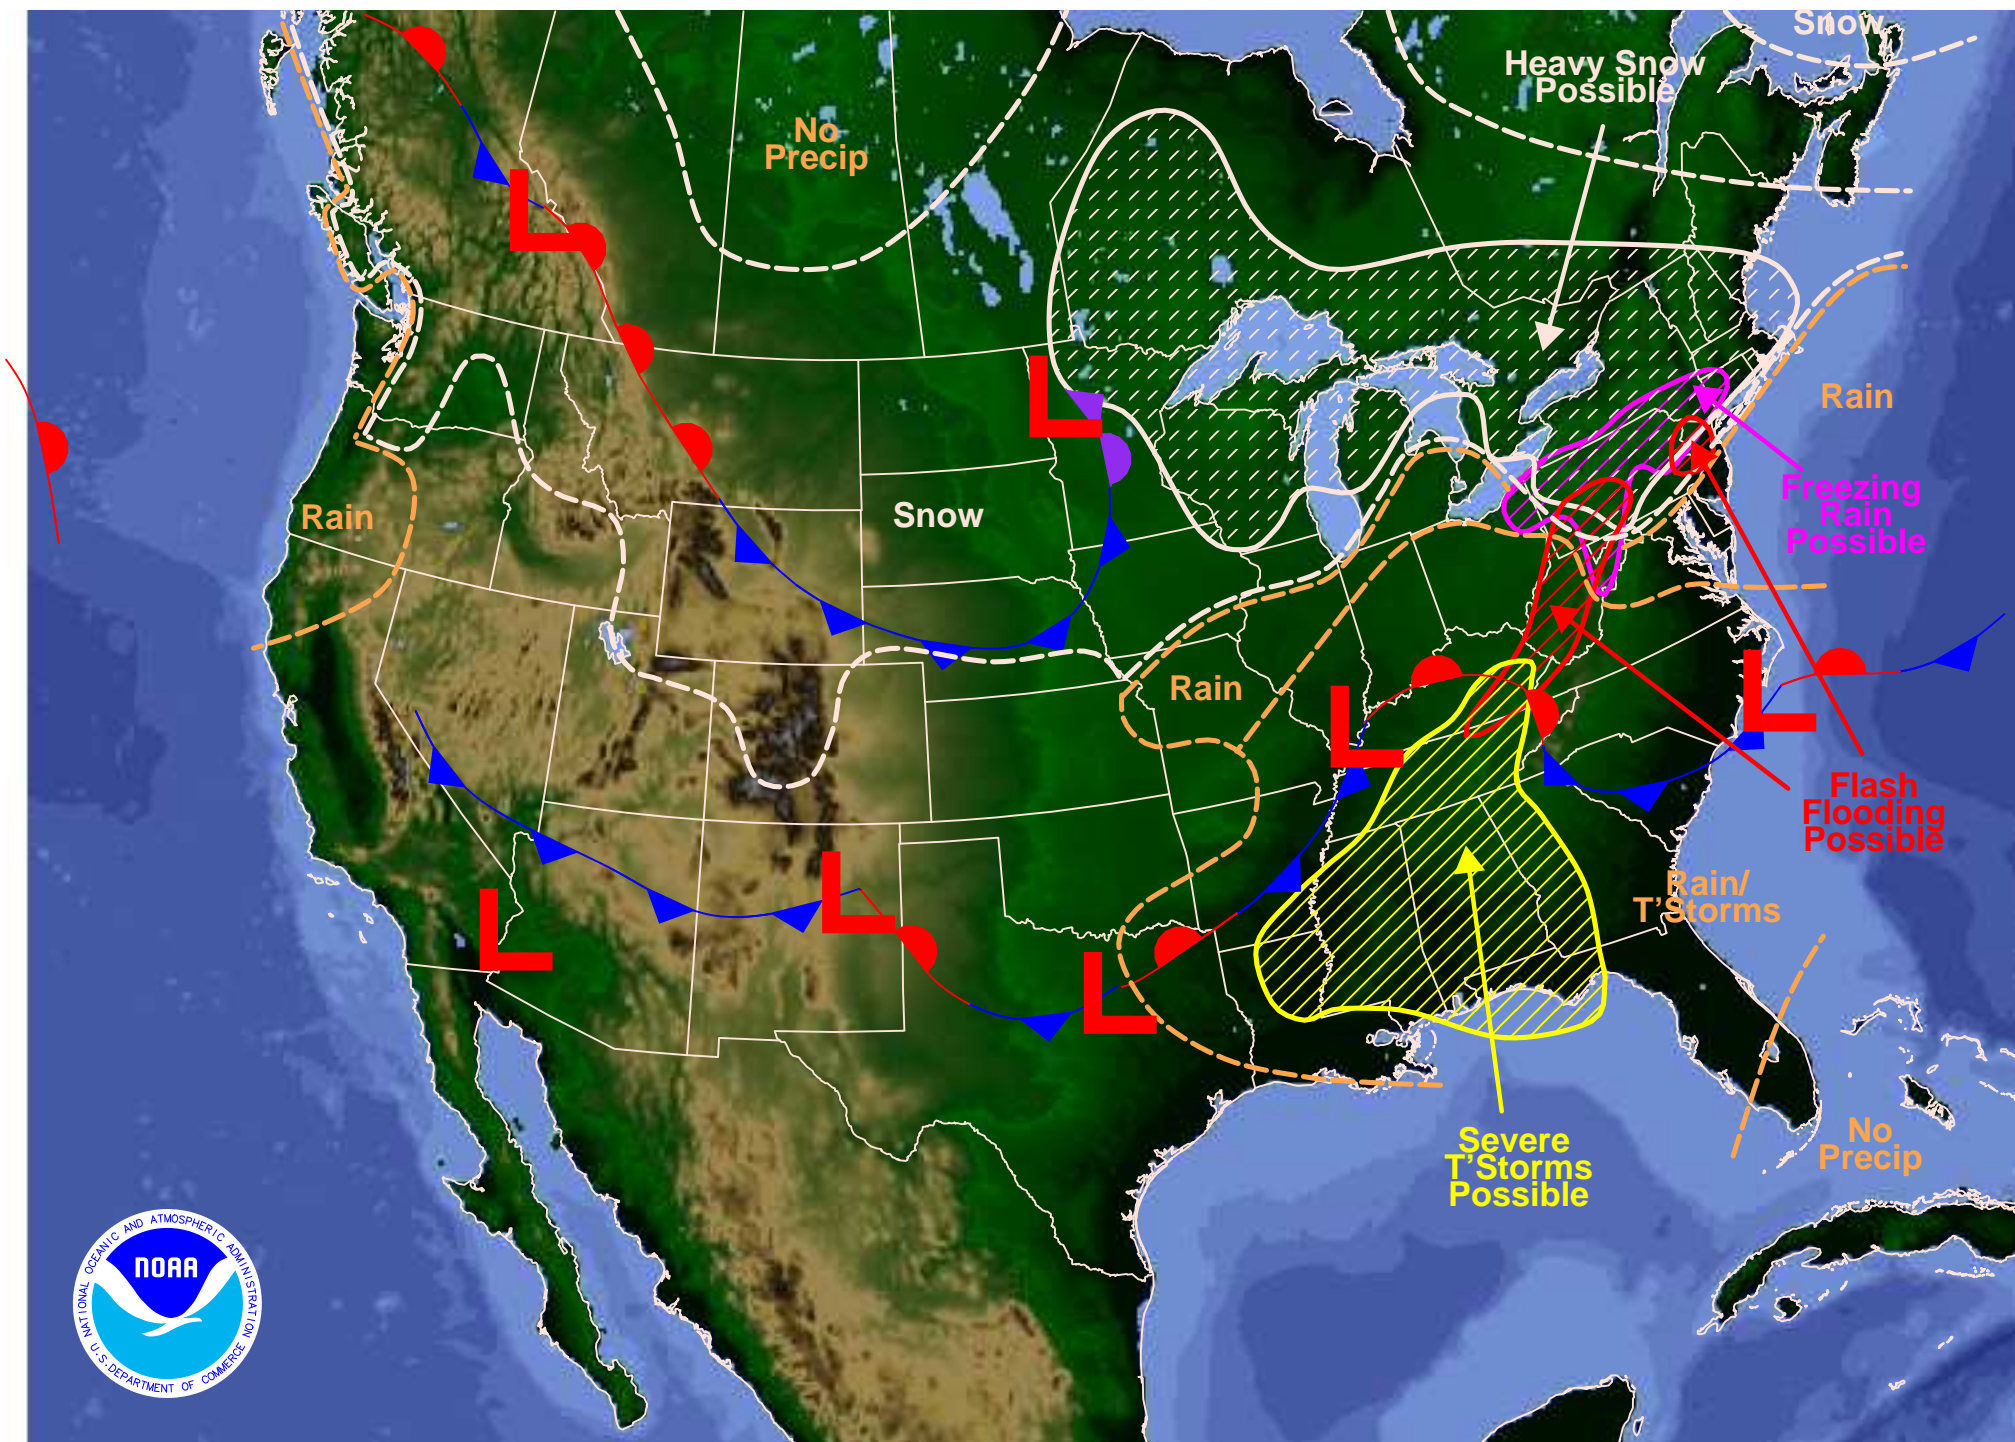 Snow
Heavy Snow
Possible
No
Precip
Rain
Freezing
Rain
Possible
Rain
Snow
Rain
Flash
Flooding
Possible
Rain/
T'Storms
No
Precip
Severe
T'Storms
Possible
L
L
L
L
L
L
L
NATIONAL OCEANIC AND ATMOSPHERIC ADMINISTRATION
NOAA
U.S. DEPARTMENT OF COMMERCE